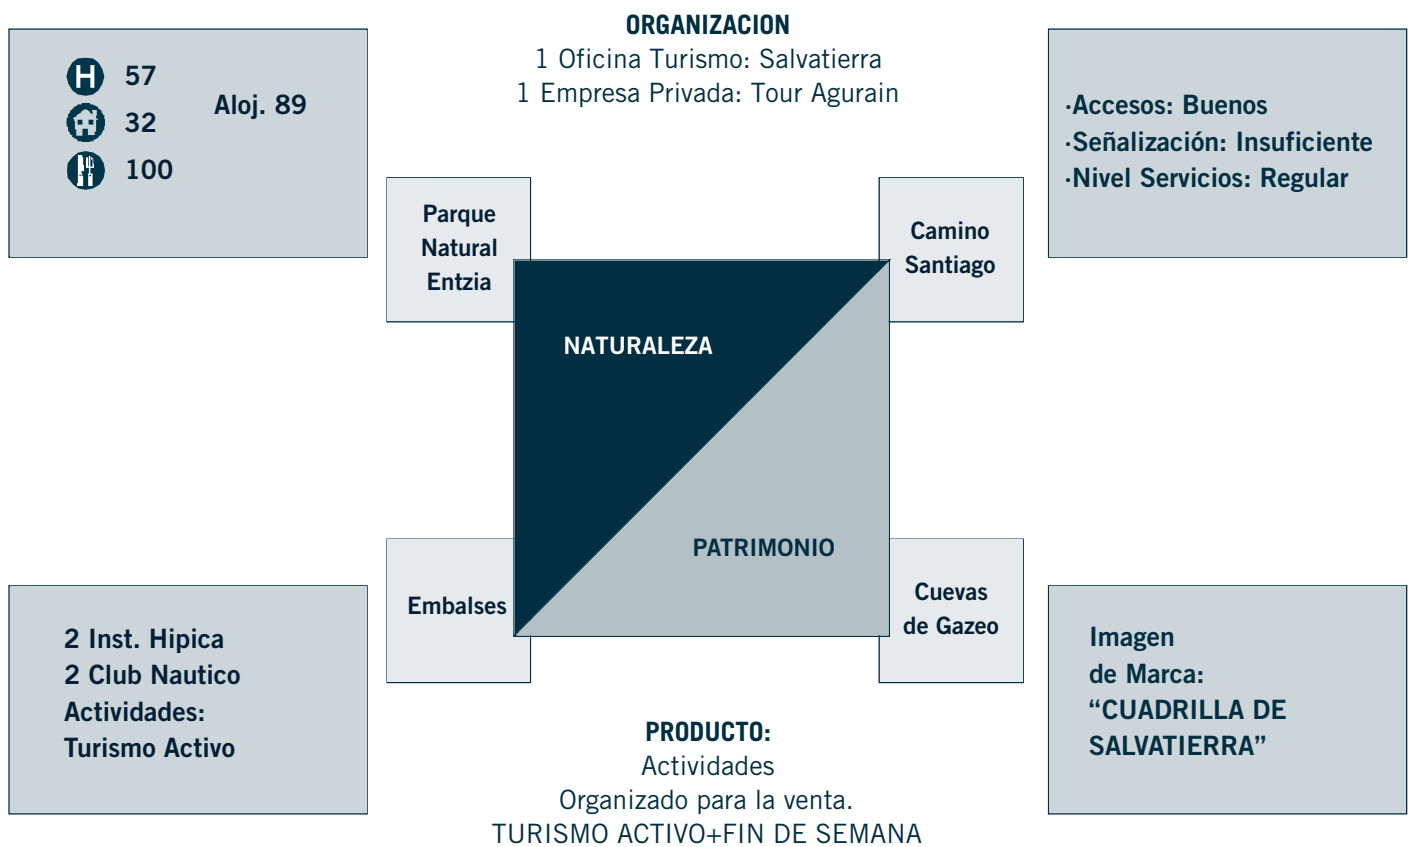 ORGANIZACION
1 Oficina Turismo: Salvatierra
1 Empresa Privada: Tour Agurain
H 57
Aloj. 89
32
100
·Accesos: Buenos
·Señalización: Insuficiente
·Nivel Servicios: Regular
Parque
Natural
Entzia
Camino
Santiago
NATURALEZA
PATRIMONIO
Embalses
Cuevas
de Gazeo
2 Inst. Hipica
2 Club Nautico
Actividades:
Turismo Activo
Imagen
de Marca:
“CUADRILLA DE
SALVATIERRA”
PRODUCTO:
Actividades
Organizado para la venta.
TURISMO ACTIVO+FIN DE SEMANA